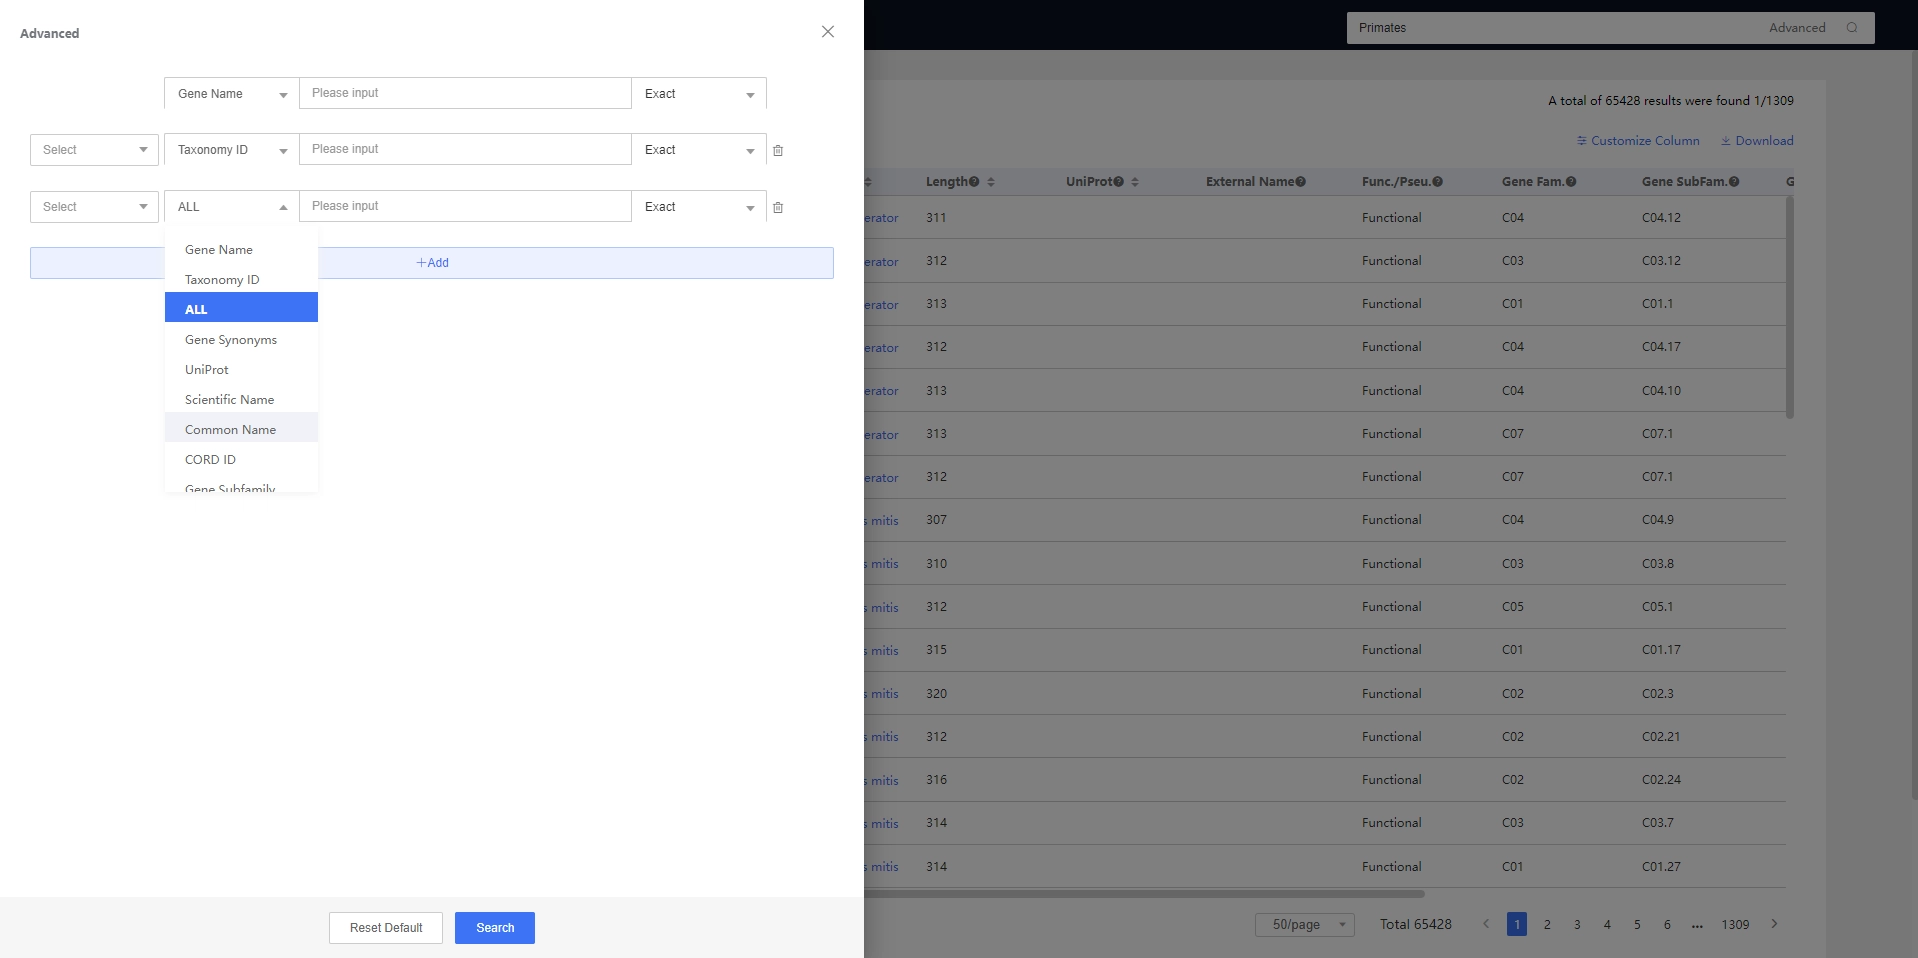 Advanced
Primates
Advanced
Gene Name
Please input
Exact
Select
Taxonomy ID
Please input
Exact
Select
ALL
Please input
Exact
+Add
Gene Name
Taxonomy ID
ALL
Gene Synonyms
UniProt
Scientific Name
Common Name
CORD ID
Gene Subfamily
Reset Default
Search
A total of 65428 results were found 1/1309
Customize Column
Download
Length UniProt External Name Func./Pseu. Gene Fam. Gene SubFam. G
erator 311 Functional C04 C04.12
erator 312 Functional C03 C03.12
erator 313 Functional C01 C01.1
erator 312 Functional C04 C04.17
erator 313 Functional C04 C04.10
erator 313 Functional C07 C07.1
erator 312 Functional C07 C07.1
s mitis 307 Functional C04 C04.9
s mitis 310 Functional C03 C03.8
s mitis 312 Functional C05 C05.1
s mitis 315 Functional C01 C01.17
s mitis 320 Functional C02 C02.3
s mitis 312 Functional C02 C02.21
s mitis 316 Functional C02 C02.24
s mitis 314 Functional C03 C03.7
s mitis 314 Functional C01 C01.27
50/page Total 65428 < 1 2 3 4 5 6 ... 1309 >